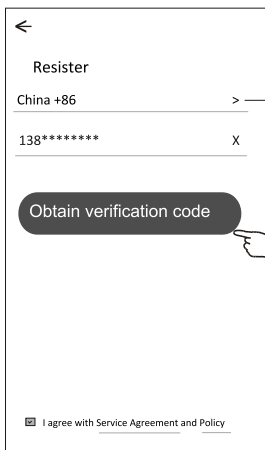 Resister
China +86 >
138******** X
Obtain verification code
I agree with Service Agreement and Policy